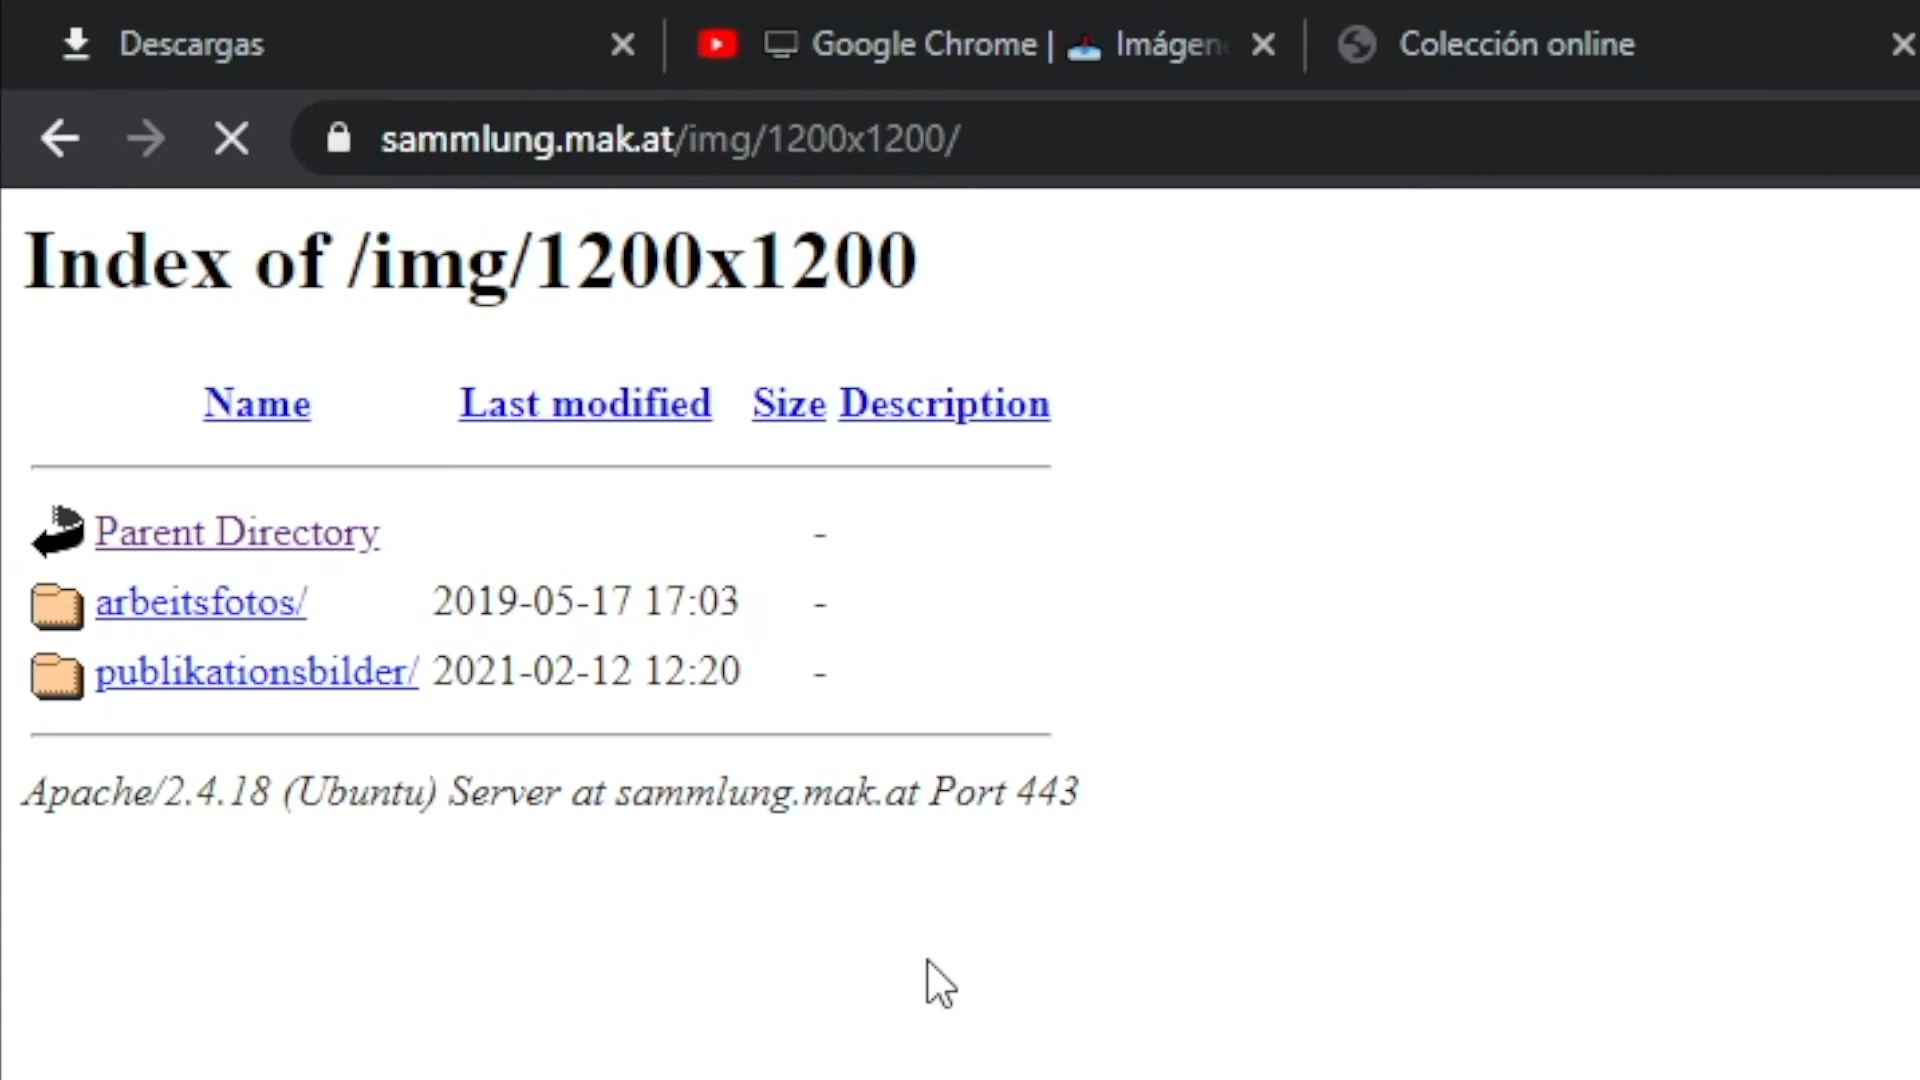 Descargas
Google Chrome | Imágen
Colección online
sammlung.mak.at/img/1200x1200/
Index of /img/1200x1200
Name Last modified Size Description
Parent Directory -
arbeitsfotos/ 2019-05-17 17:03 -
publikationsbilder/ 2021-02-12 12:20 -
Apache/2.4.18 (Ubuntu) Server at sammlung.mak.at Port 443